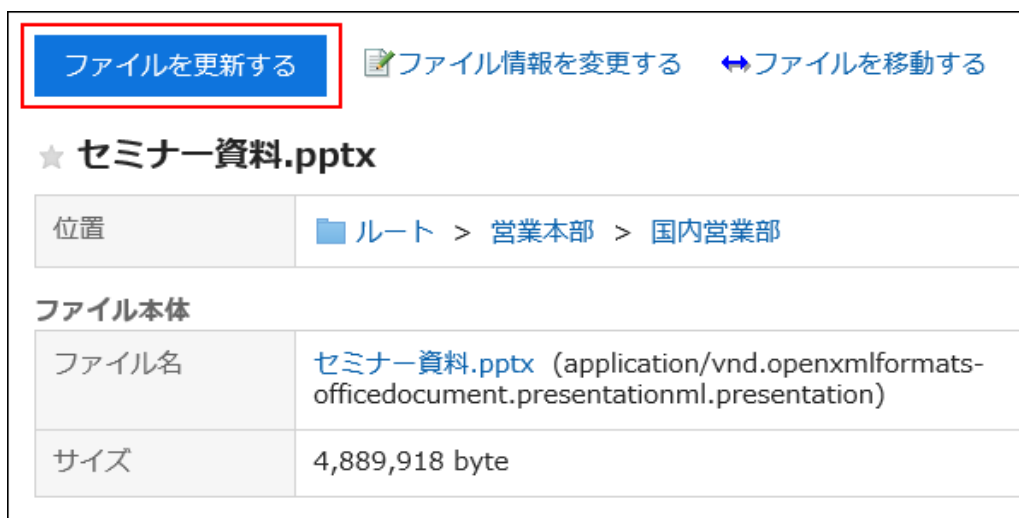 ファイルを更新する ファイル情報を変更する ファイルを移動する
セミナー資料.pptx
位置 ルート > 営業本部 > 国内営業部
ファイル本体
ファイル名 セミナー資料.pptx (application/vnd.openxmlformats-
officedocument.presentationml.presentation)
サイズ 4,889,918 byte